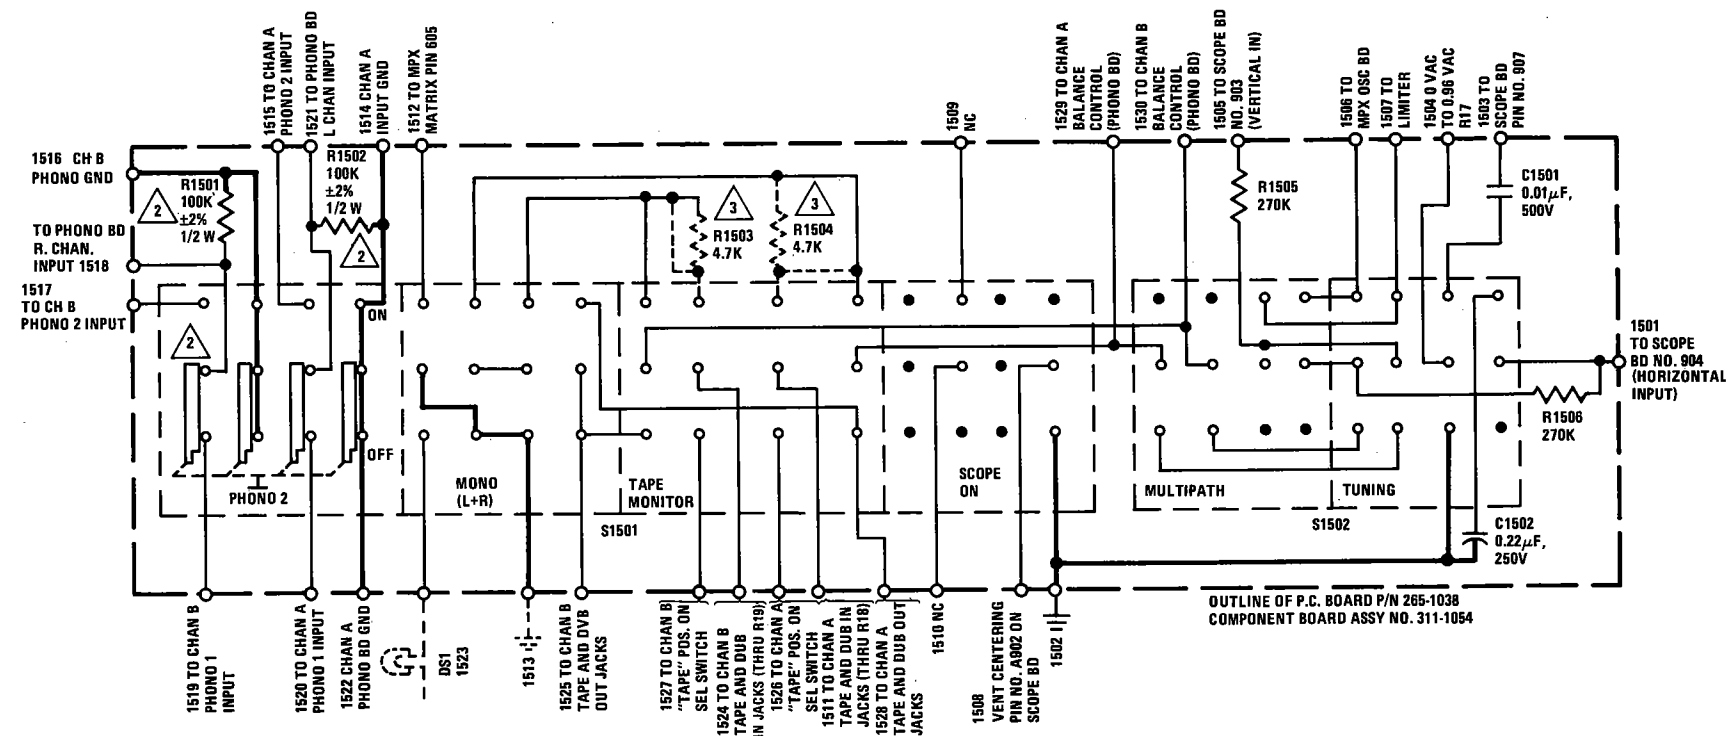 1515 TO CHAN A
PHONO 2 INPUT
1521 TO PHONO BD
L CHAN INPUT
1514 CHAN A
INPUT GND
1512 TO MPX
MATRIX PIN 605
1509
NC
1529 TO CHAN A
BALANCE
CONTROL
(PHONO BD)
1530 TO CHAN B
BALANCE
CONTROL
(PHONO BD)
1505 TO SCOPE BD
NO. 903
(VERTICAL IN)
1506 TO
MPX OSC BD
1507 TO
LIMITER
1504 0 VAC
TO 0.96 VAC
R17
1503 TO
SCOPE BD
PIN NO. 907
1516 CH B
PHONO GND
TO PHONO BD
R. CHAN.
INPUT 1518
1517
TO CH B
PHONO 2 INPUT
2
R1501
100K
±2%
1/2 W
R1502
100K
±2%
1/2 W
2
3
R1503
4.7K
3
R1504
4.7K
R1505
270K
C1501
0.01µF,
500V
2
ON
OFF
PHONO 2
MONO
(L+R)
TAPE
MONITOR
S1501
SCOPE
ON
MULTIPATH
TUNING
S1502
1501
TO SCOPE
BD NO. 904
(HORIZONTAL
INPUT)
R1506
270K
C1502
0.22µF,
250V
OUTLINE OF P.C. BOARD P/N 265-1038
COMPONENT BOARD ASSY NO. 311-1054
1519 TO CHAN B
PHONO 1
INPUT
1520 TO CHAN A
PHONO 1 INPUT
1522 CHAN A
PHONO BD GND
DS1
1523
1513
1525 TO CHAN B
TAPE AND DVB
OUT JACKS
1527 TO CHAN B
"TAPE" POS. ON
SEL SWITCH
1524 TO CHAN B
TAPE AND DUB
IN JACKS (THRU R19)
1526 TO CHAN A
"TAPE" POS. ON
SEL SWITCH
1511 TO CHAN A
TAPE AND DUB IN
JACKS (THRU R18)
1528 TO CHAN A
TAPE AND DUB OUT
JACKS
1510 NC
1508
VENT CENTERING
PIN NO. A902 ON
SCOPE BD
1502